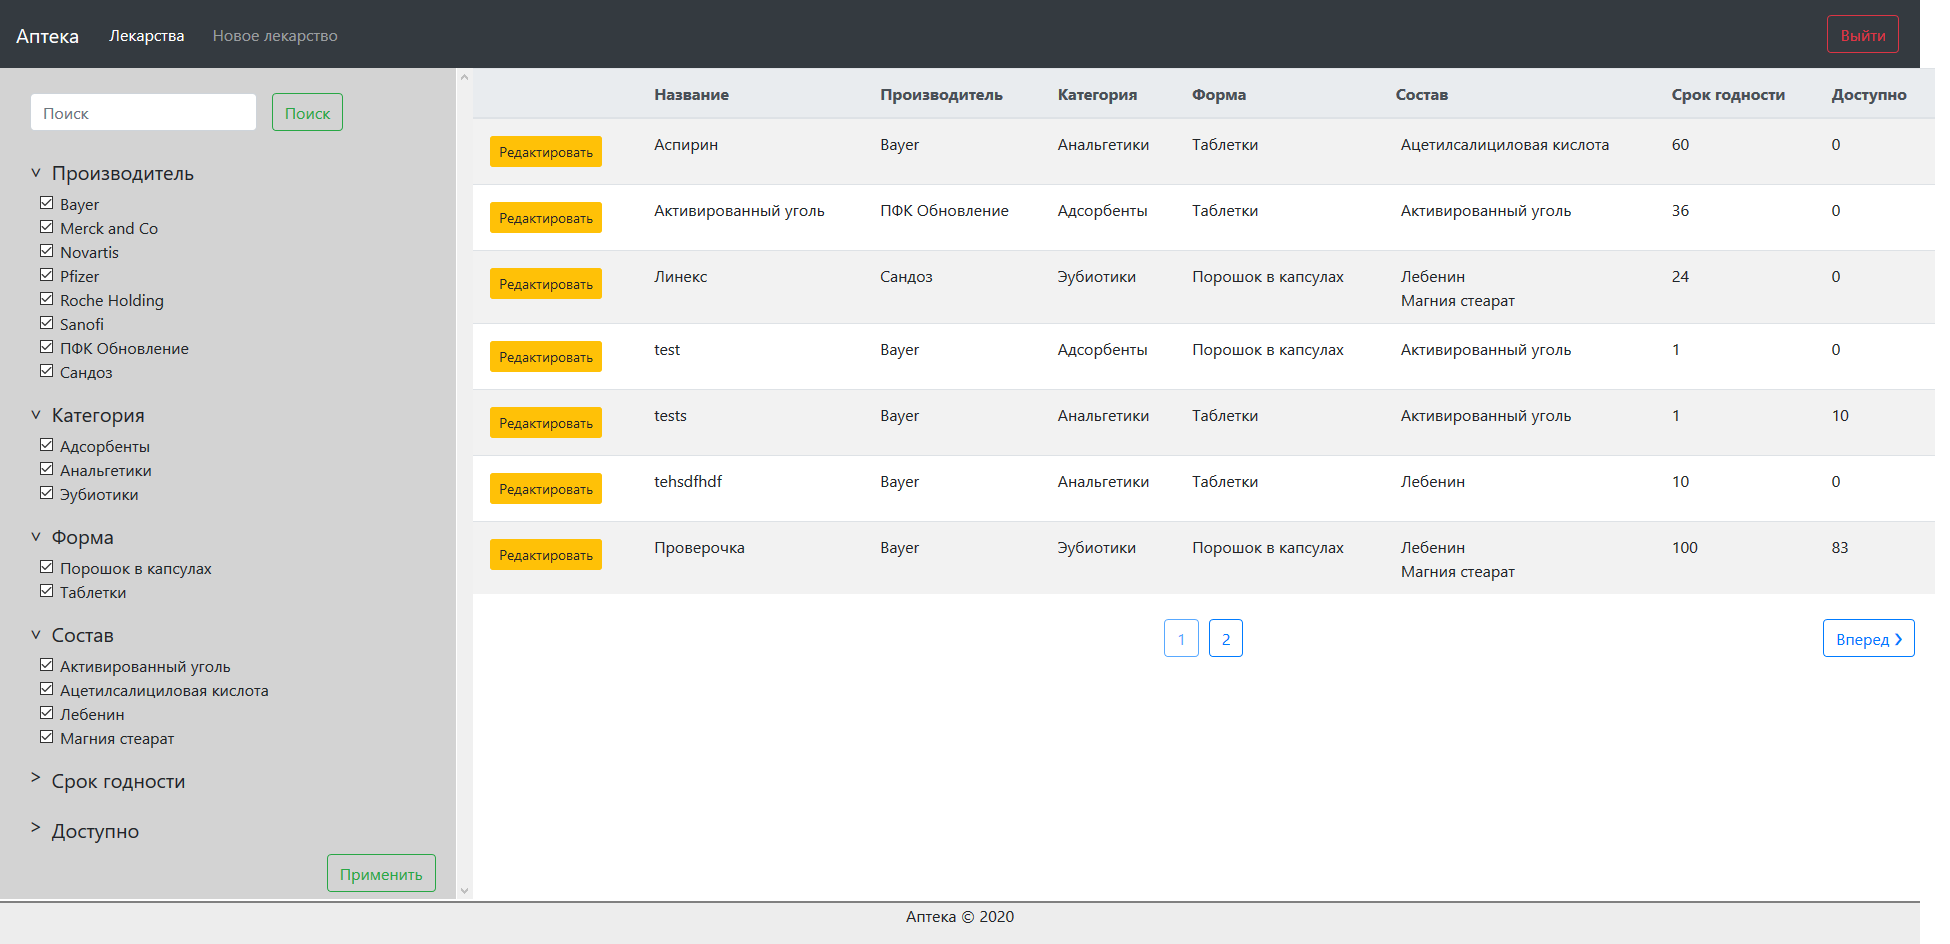 Аптека Лекарства Новое лекарство Выйти
Поиск Поиск
Производитель
Bayer
Merck and Co
Novartis
Pfizer
Roche Holding
Sanofi
ПФК Обновление
Сандоз
Категория
Адсорбенты
Анальгетики
Эубиотики
Форма
Порошок в капсулах
Таблетки
Состав
Активированный уголь
Ацетилсалициловая кислота
Лебенин
Магния стеарат
Срок годности
Доступно
Применить
Название Производитель Категория Форма Состав Срок годности Доступно
Редактировать Аспирин Bayer Анальгетики Таблетки Ацетилсалициловая кислота 60 0
Редактировать Активированный уголь ПФК Обновление Адсорбенты Таблетки Активированный уголь 36 0
Редактировать Линекс Сандоз Эубиотики Порошок в капсулах Лебенин 24 0
Магния стеарат
Редактировать test Bayer Адсорбенты Порошок в капсулах Активированный уголь 1 0
Редактировать tests Bayer Анальгетики Таблетки Активированный уголь 1 10
Редактировать tehsdfhdf Bayer Анальгетики Таблетки Лебенин 10 0
Редактировать Проверочка Bayer Эубиотики Порошок в капсулах Лебенин 100 83
Магния стеарат
1 2 Вперед ❯
Аптека © 2020